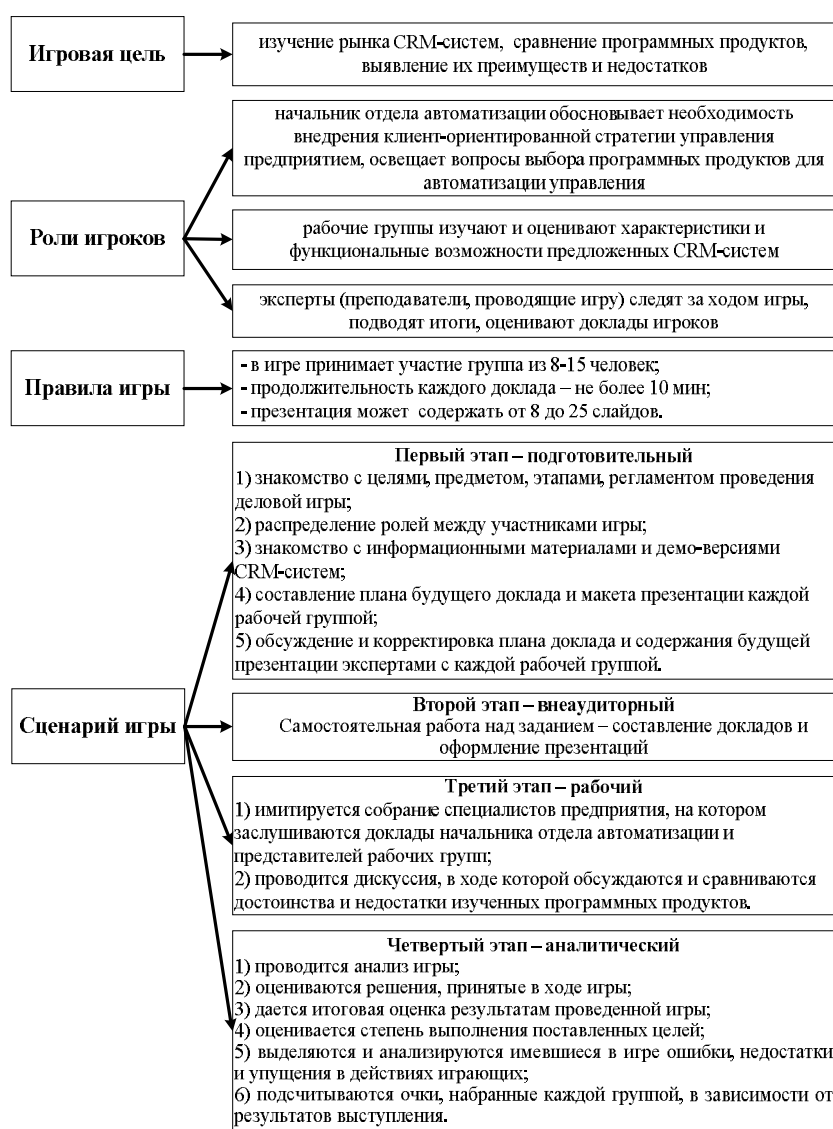 Игровая цель
изучение рынка CRM-систем, сравнение программных продуктов,
выявление их преимуществ и недостатков
Роли игроков
начальник отдела автоматизации обосновывает необходимость
внедрения клиент-ориентированной стратегии управления
предприятием, освещает вопросы выбора программных продуктов для
автоматизации управления
рабочие группы изучают и оценивают характеристики и
функциональные возможности предложенных CRM-систем
эксперты (преподаватели, проводящие игру) следят за ходом игры,
подводят итоги, оценивают доклады игроков
Правила игры
- в игре принимает участие группа из 8-15 человек;
- продолжительность каждого доклада – не более 10 мин;
- презентация может содержать от 8 до 25 слайдов.
Сценарий игры
Первый этап – подготовительный
1) знакомство с целями, предметом, этапами, регламентом проведения
деловой игры;
2) распределение ролей между участниками игры;
3) знакомство с информационными материалами и демо-версиями
CRM-систем;
4) составление плана будущего доклада и макета презентации каждой
рабочей группой;
5) обсуждение и корректировка плана доклада и содержания будущей
презентации экспертами с каждой рабочей группой.
Второй этап – внеаудиторный
Самостоятельная работа над заданием – составление докладов и
оформление презентаций
Третий этап – рабочий
1) имитируется собрание специалистов предприятия, на котором
заслушиваются доклады начальника отдела автоматизации и
представителей рабочих групп;
2) проводится дискуссия, в ходе которой обсуждаются и сравниваются
достоинства и недостатки изученных программных продуктов.
Четвертый этап – аналитический
1) проводится анализ игры;
2) оцениваются решения, принятые в ходе игры;
3) дается итоговая оценка результатам проведенной игры;
4) оценивается степень выполнения поставленных целей;
5) выделяются и анализируются имевшиеся в игре ошибки, недостатки
и упущения в действиях играющих;
6) подсчитываются очки, набранные каждой группой, в зависимости от
результатов выступления.